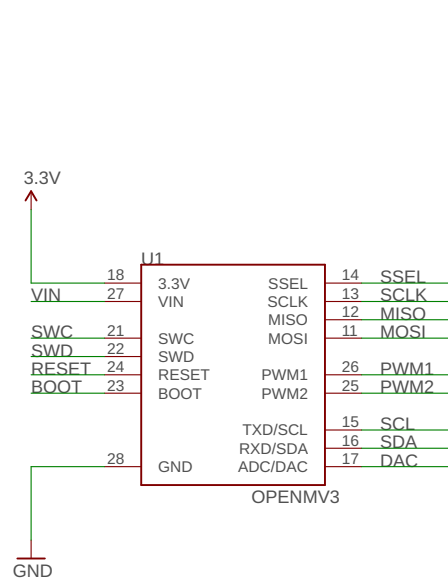 3.3V
U1
18 3.3V SSEL 14 SSEL
VIN 27 VIN SCLK 13 SCLK
MISO 12 MISO
SWC 21 SWC MOSI 11 MOSI
SWD 22 SWD
RESET 24 RESET PWM1 26 PWM1
BOOT 23 BOOT PWM2 25 PWM2
TXD/SCL 15 SCL
RXD/SDA 16 SDA
28 GND ADC/DAC 17 DAC
OPENMV3
GND